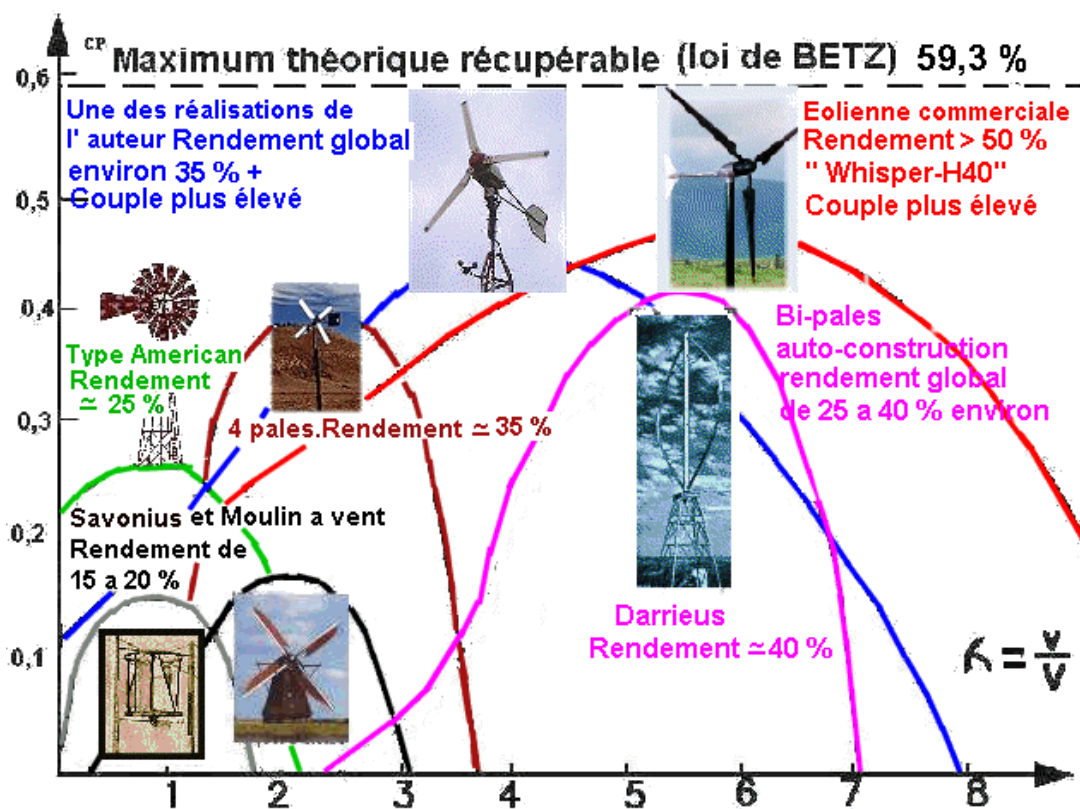 CP
Maximum théorique récupérable (loi de BETZ) 59,3 %
0,6
Une des réalisations de
l' auteur Rendement global
environ 35 % +
Couple plus élevé
Eolienne commerciale
Rendement > 50 %
" Whisper-H40"
Couple plus élevé
0,5
0,4
Type American
Rendement
≃ 25 %
Bi-pales
auto-construction
rendement global
de 25 a 40 % environ
0,3
4 pales.Rendement ≃ 35 %
0,2
Savonius et Moulin a vent
Rendement de
15 a 20 %
Darrieus
Rendement ≃40 %
0,1
= v/V
1 2 3 4 5 6 7 8